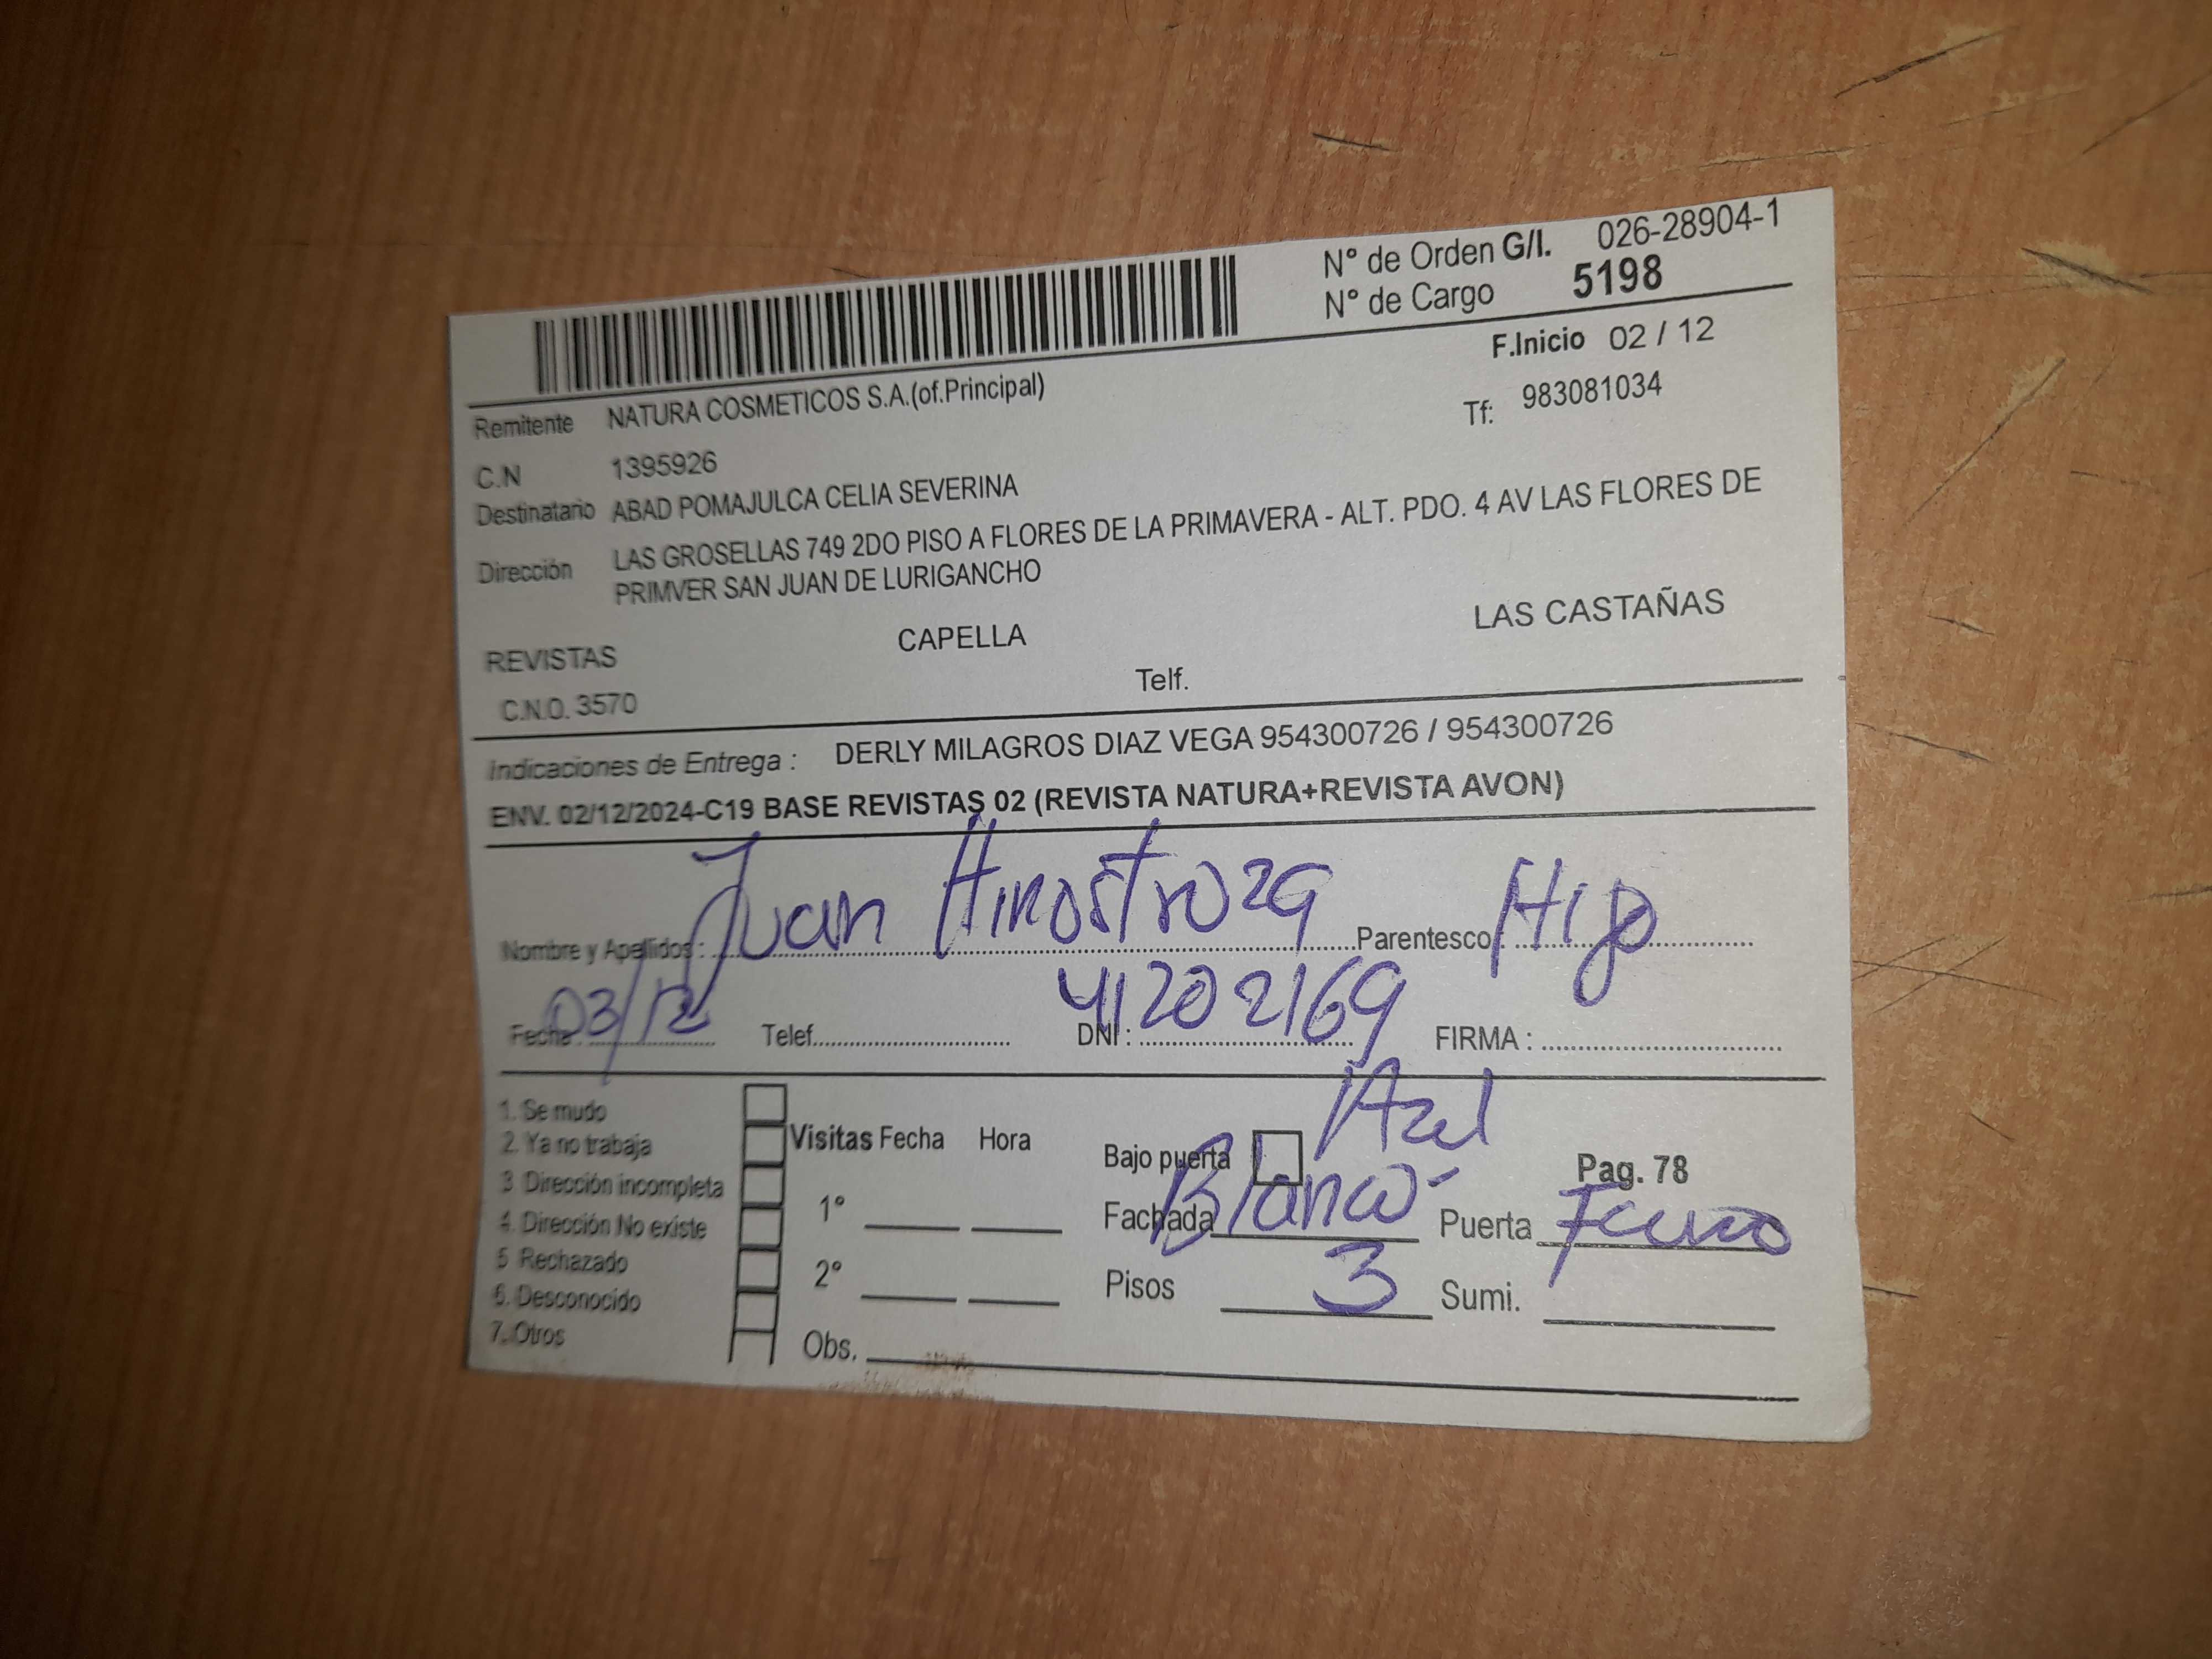 N° de Orden G/I. 026-28904-1
N° de Cargo 5198
F.Inicio 02 / 12
Remitente NATURA COSMETICOS S.A.(of.Principal)
Tf: 983081034
C.N 1395926
Destinatario ABAD POMAJULCA CELIA SEVERINA
Dirección LAS GROSELLAS 749 2DO PISO A FLORES DE LA PRIMAVERA - ALT. PDO. 4 AV LAS FLORES DE
PRIMVER SAN JUAN DE LURIGANCHO
REVISTAS CAPELLA LAS CASTAÑAS
C.N.O. 3570 Telf.
Indicaciones de Entrega : DERLY MILAGROS DIAZ VEGA 954300726 / 954300726
ENV. 02/12/2024-C19 BASE REVISTAS 02 (REVISTA NATURA+REVISTA AVON)
Nombre y Apellidos : Juan Hinostroza Parentesco : Hijo
Fecha : 03/12 Telef. DNI : 41202169 FIRMA :
1. Se mudo
2. Ya no trabaja
3 Dirección incompleta
4. Dirección No existe
5 Rechazado
6. Desconocido
7. Otros
Visitas Fecha Hora
1°
2°
Obs.
Bajo puerta Azul
Pag. 78
Fachada Blanco- Puerta Fierro
Pisos 3 Sumi.